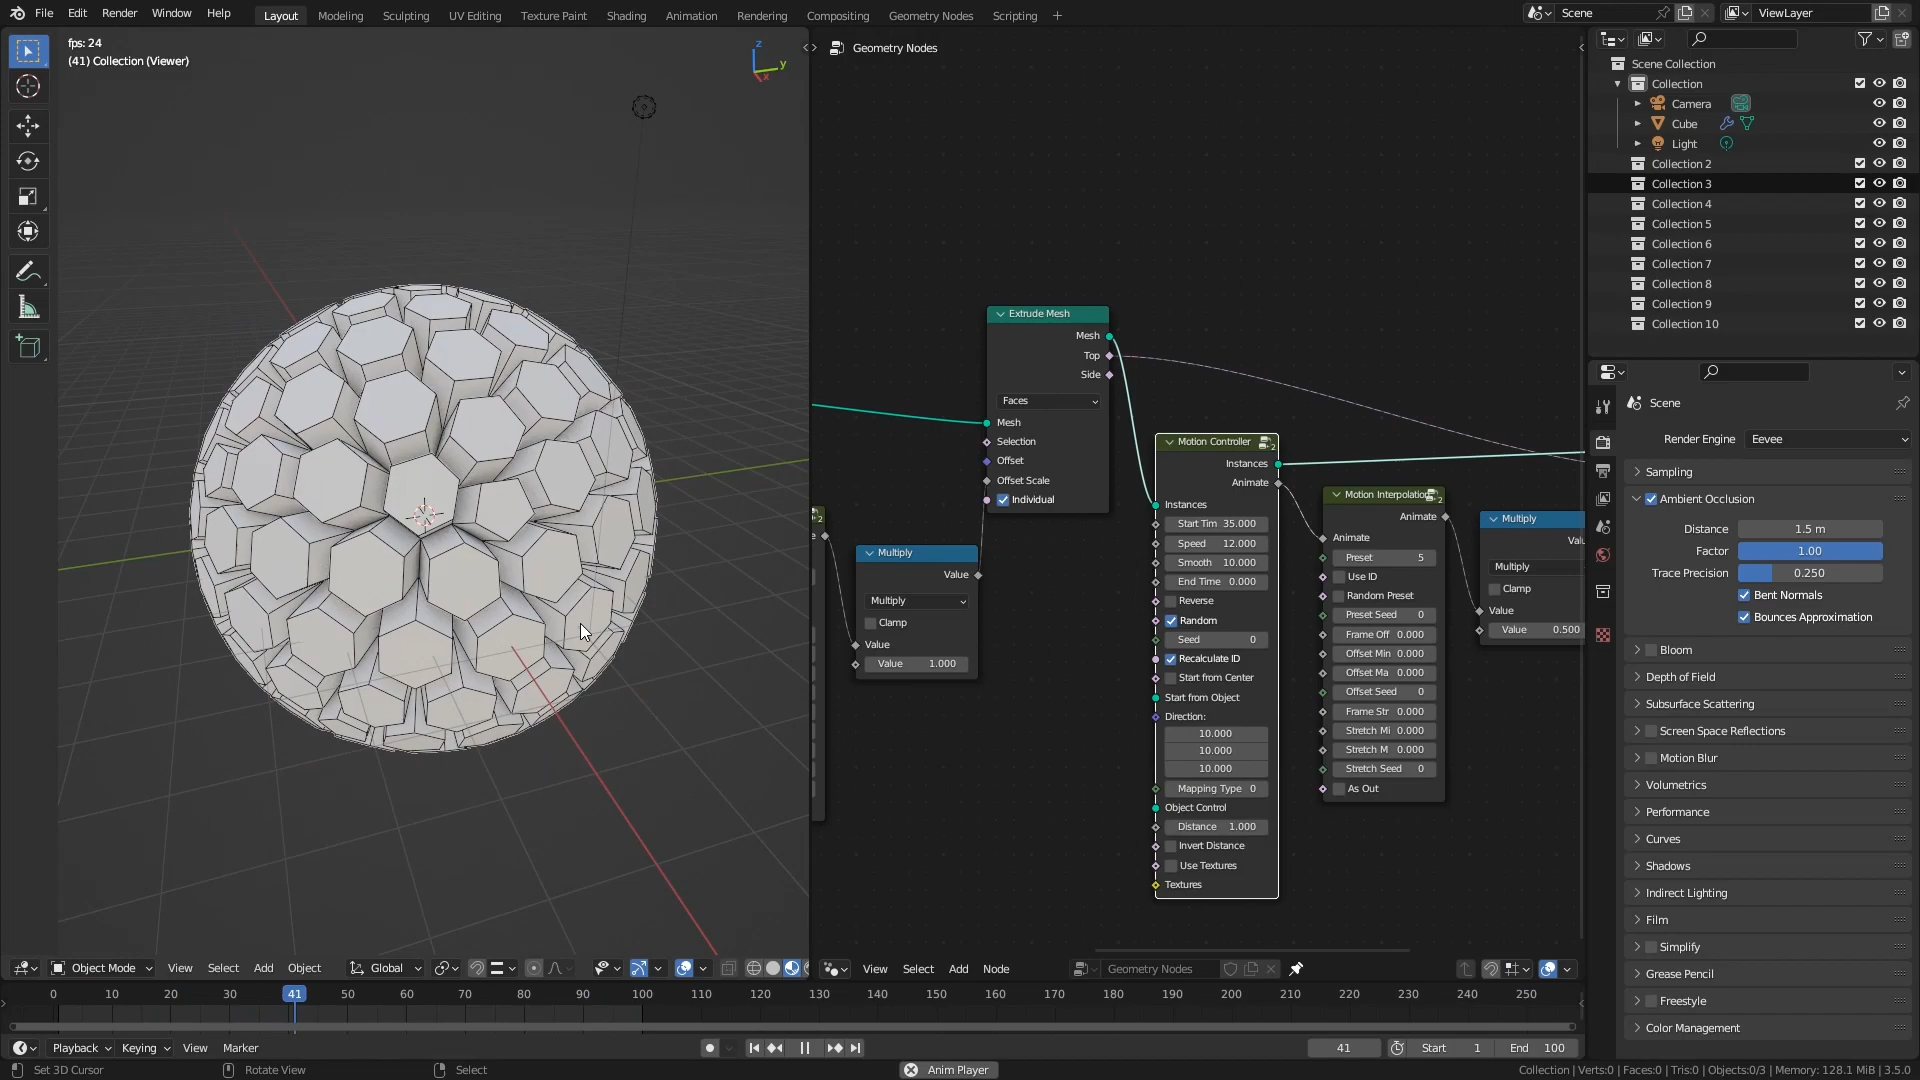 File Edit Render Window Help Layout Modeling Sculpting UV Editing Texture Paint Shading Animation Rendering Compositing Geometry Nodes Scripting + Scene ViewLayer
fps: 24
(41) Collection (Viewer)
z
y
x
Geometry Nodes
Extrude Mesh
Mesh
Top
Side
Faces
Mesh
Selection
Offset
Offset Scale
Individual
Multiply
Value
Multiply
Clamp
Value
Value 1.000
Motion Controller
Instances
Animate
Instances
Start Tim 35.000
Speed 12.000
Smooth 10.000
End Time 0.000
Reverse
Random
Seed 0
Recalculate ID
Start from Center
Start from Object
Direction:
10.000
10.000
10.000
Mapping Type 0
Object Control
Distance 1.000
Invert Distance
Use Textures
Textures
Motion Interpolation
Animate
Animate
Preset 5
Use ID
Random Preset
Preset Seed 0
Frame Off 0.000
Offset Min 0.000
Offset Ma 0.000
Offset Seed 0
Frame Str 0.000
Stretch Mi 0.000
Stretch M 0.000
Stretch Seed 0
As Out
Multiply
Valu
Multiply
Clamp
Value
Value 0.500
Scene Collection
Collection
Camera
Cube
Light
Collection 2
Collection 3
Collection 4
Collection 5
Collection 6
Collection 7
Collection 8
Collection 9
Collection 10
Scene
Render Engine Eevee
Sampling
Ambient Occlusion
Distance 1.5 m
Factor 1.00
Trace Precision 0.250
Bent Normals
Bounces Approximation
Bloom
Depth of Field
Subsurface Scattering
Screen Space Reflections
Motion Blur
Volumetrics
Performance
Curves
Shadows
Indirect Lighting
Film
Simplify
Grease Pencil
Freestyle
Color Management
Object Mode View Select Add Object Global
View Select Add Node Geometry Nodes
0 10 20 30 41 50 60 70 80 90 100 110 120 130 140 150 160 170 180 190 200 210 220 230 240 250
Playback Keying View Marker 41 Start 1 End 100
Set 3D Cursor Rotate View Select Anim Player Collection | Verts:0 | Faces:0 | Tris:0 | Objects:0/3 | Memory: 128.1 MiB | 3.5.0